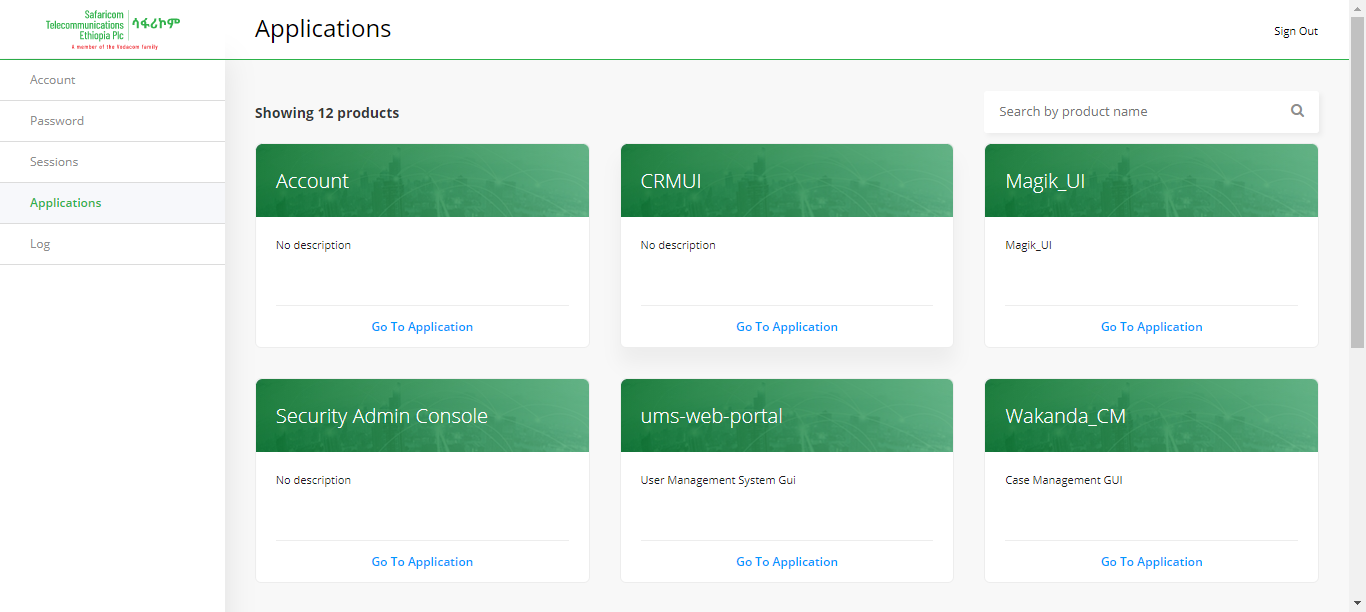 Safaricom
Telecommunications
Ethiopia Plc
ሳፋሪኮም
A member of the Vodacom family
Applications
Sign Out
Account
Password
Sessions
Applications
Log
Showing 12 products
Search by product name
Account
No description
Go To Application
CRMUI
No description
Go To Application
Magik_UI
Magik_UI
Go To Application
Security Admin Console
No description
Go To Application
ums-web-portal
User Management System Gui
Go To Application
Wakanda_CM
Case Management GUI
Go To Application